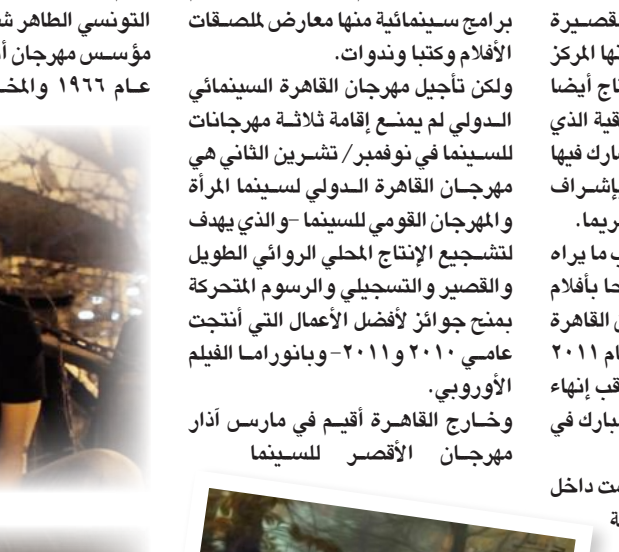 قصيرة
ها المركز
تاج أيضا
قية الذي
ارك فيها
إشراف
ريما.
ب ما يراه
حا بأفلام
ى القاهرة
ام ٢٠١١
قب إنهاء
بارك في
مت داخل
ة
برامج سينمائية منها معارض لملصقات
الأفلام وكتبا وندوات.
ولكن تأجيل مهرجان القاهرة السينمائي
الدولي لم يمنع إقامة ثلاثة مهرجانات
للسينما في نوفمبر/ تشرين الثاني هي
مهرجان القاهرة الدولي لسينما المرأة
والمهرجان القومي للسينما -والذي يهدف
لتشجيع الإنتاج المحلي الروائي الطويل
والقصير والتسجيلي والرسوم المتحركة
بمنح جوائز لأفضل الأعمال التي أنتجت
عامي ٢٠١٠ و٢٠١١- وبانوراما الفيلم
الأوروبي.
وخارج القاهرة أقيم في مارس آذار
مهرجان الأقصر للسينما
التونسي الطاهر ش
مؤسس مهرجان أ
عام ١٩٦٦ والمخ